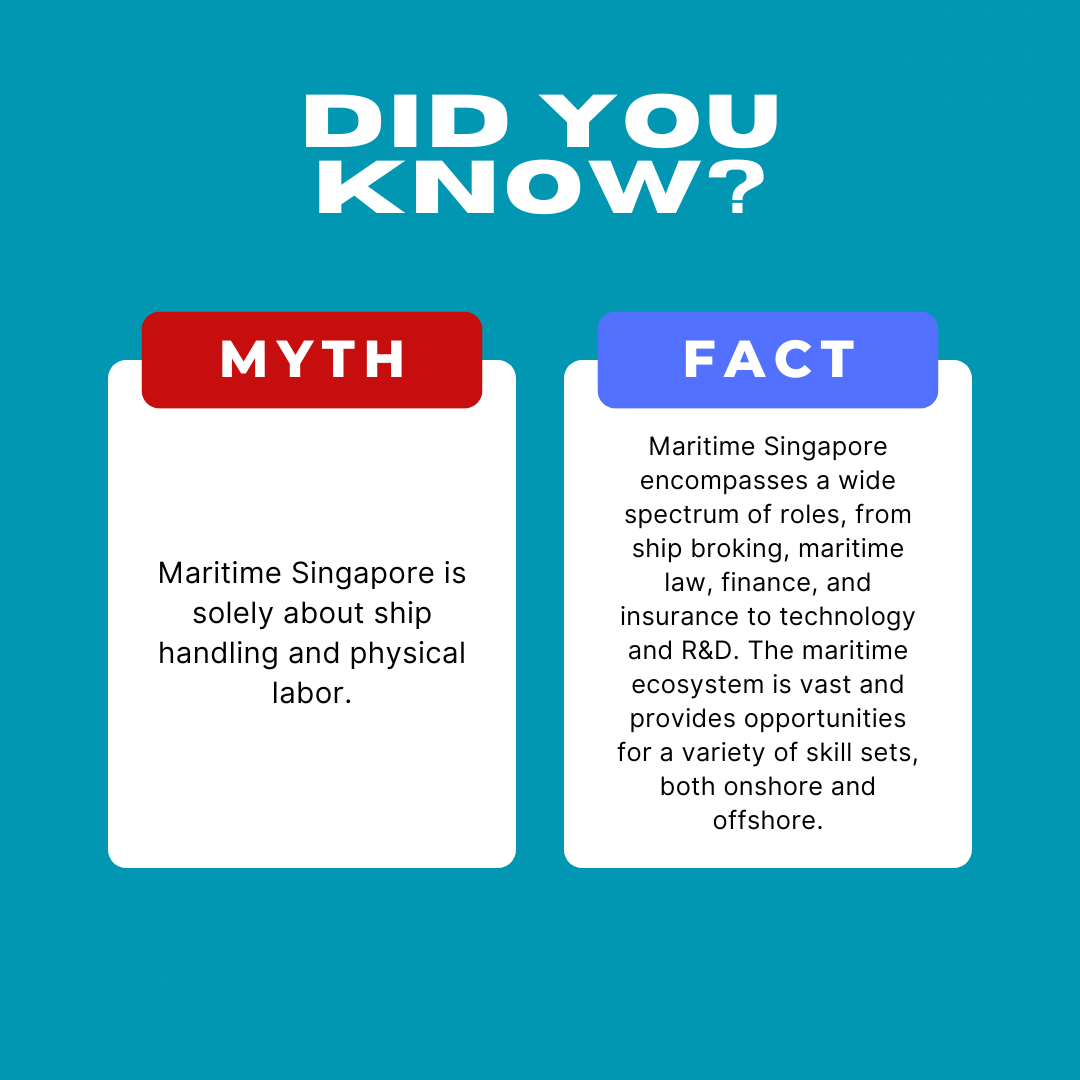 DID YOU
KNOW?
MYTH
Maritime Singapore is
solely about ship
handling and physical
labor.
FACT
Maritime Singapore
encompasses a wide
spectrum of roles, from
ship broking, maritime
law, finance, and
insurance to technology
and R&D. The maritime
ecosystem is vast and
provides opportunities
for a variety of skill sets,
both onshore and
offshore.